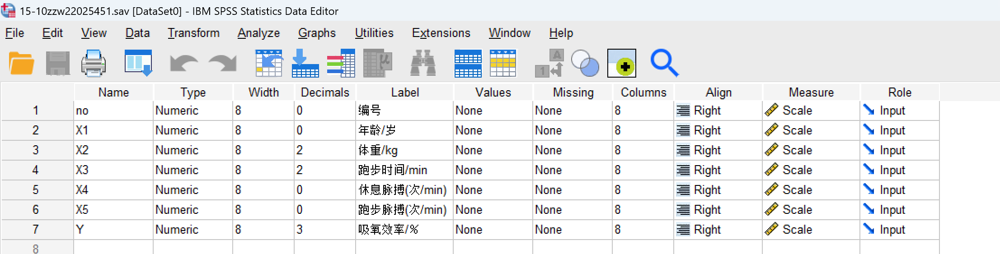 15-10zzw22025451.sav [DataSet0] - IBM SPSS Statistics Data Editor
File Edit View Data Transform Analyze Graphs Utilities Extensions Window Help
Name Type Width Decimals Label Values Missing Columns Align Measure Role
1 no Numeric 8 0 编号 None None 8 Right Scale Input
2 X1 Numeric 8 0 年龄/岁 None None 8 Right Scale Input
3 X2 Numeric 8 2 体重/kg None None 8 Right Scale Input
4 X3 Numeric 8 2 跑步时间/min None None 8 Right Scale Input
5 X4 Numeric 8 0 休息脉搏(次/min) None None 8 Right Scale Input
6 X5 Numeric 8 0 跑步脉搏(次/min) None None 8 Right Scale Input
7 Y Numeric 8 3 吸氧效率/% None None 8 Right Scale Input
8